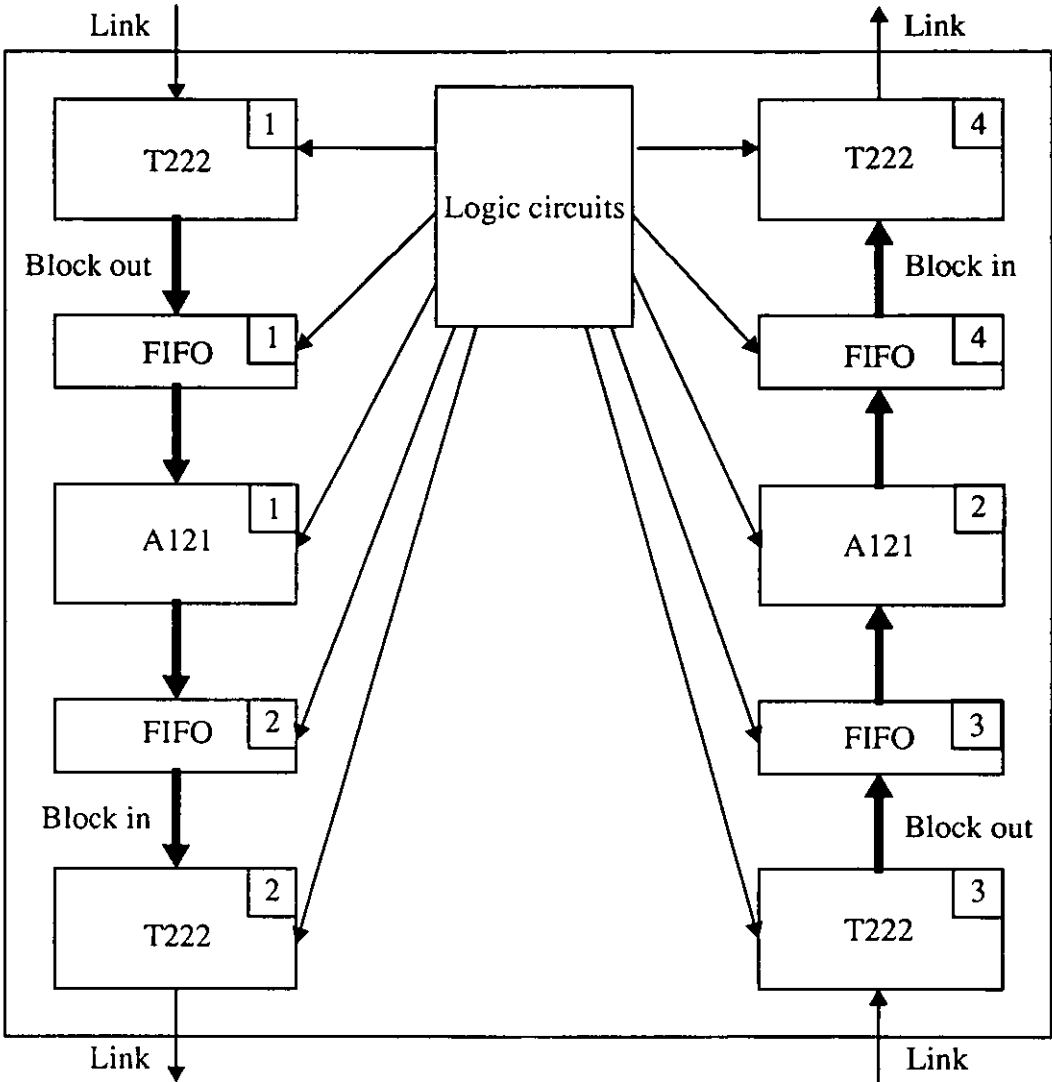 Link
Link
1
T222
Logic circuits
4
T222
Block out
Block in
1
FIFO
4
FIFO
1
A121
2
A121
2
FIFO
3
FIFO
Block in
Block out
2
T222
3
T222
Link
Link